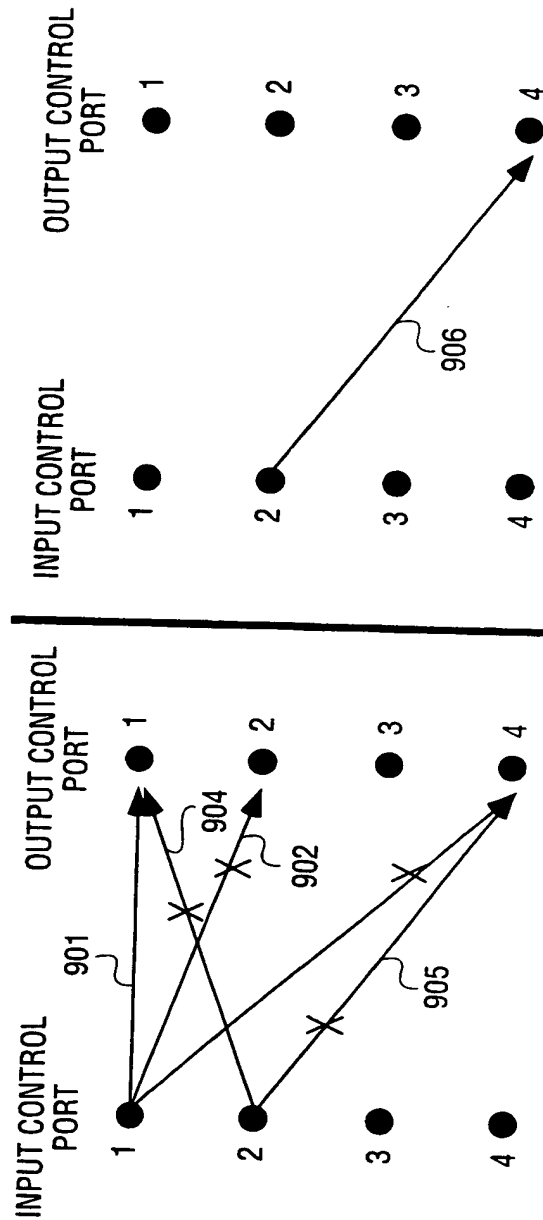 INPUT CONTROL
PORT
OUTPUT CONTROL
PORT
1
2
3
4
1
2
3
4
901
904
902
905
INPUT CONTROL
PORT
OUTPUT CONTROL
PORT
1
2
3
4
1
2
3
4
906